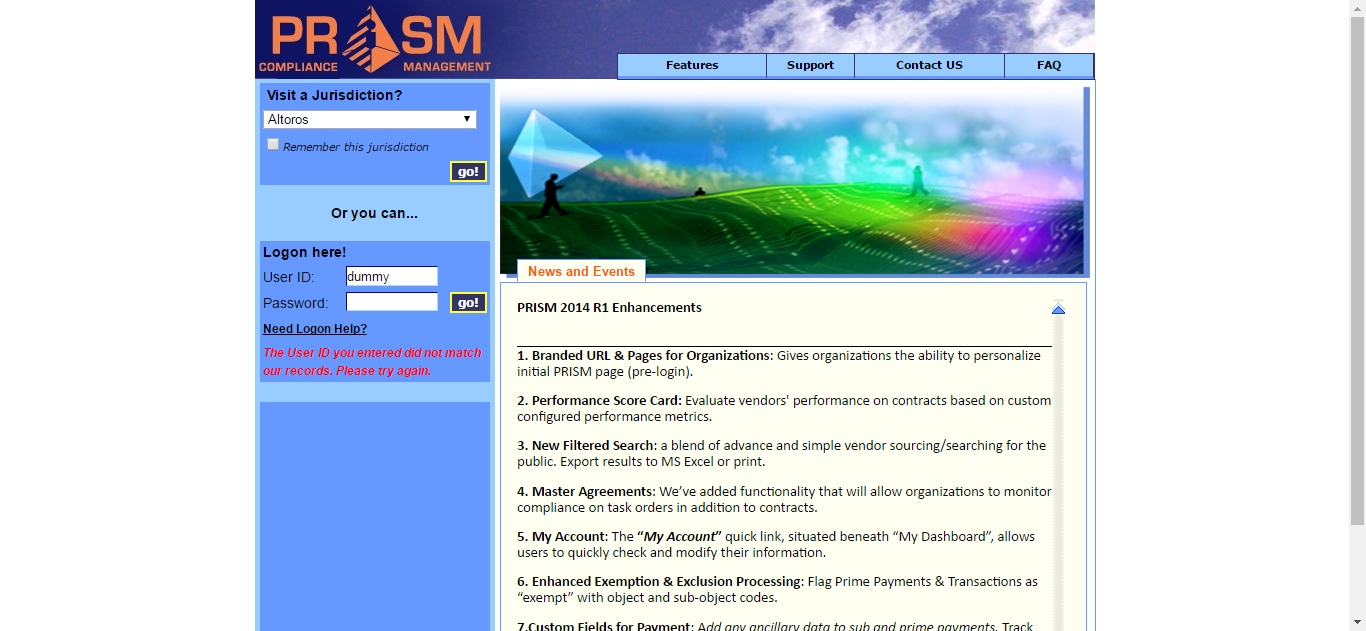 PRISM
COMPLIANCE MANAGEMENT
Features Support Contact US FAQ
Visit a Jurisdiction?
Altoros
Remember this jurisdiction
go!
Or you can...
Logon here!
User ID: dummy
Password: go!
Need Logon Help?
The User ID you entered did not match
our records. Please try again.
News and Events
PRISM 2014 R1 Enhancements
1. Branded URL & Pages for Organizations: Gives organizations the ability to personalize
initial PRISM page (pre-login).
2. Performance Score Card: Evaluate vendors' performance on contracts based on custom
configured performance metrics.
3. New Filtered Search: a blend of advance and simple vendor sourcing/searching for the
public. Export results to MS Excel or print.
4. Master Agreements: We’ve added functionality that will allow organizations to monitor
compliance on task orders in addition to contracts.
5. My Account: The “My Account” quick link, situated beneath “My Dashboard”, allows
users to quickly check and modify their information.
6. Enhanced Exemption & Exclusion Processing: Flag Prime Payments & Transactions as
“exempt” with object and sub-object codes.
7.Custom Fields for Payment: Add any ancillary data to sub and prime payments. Track